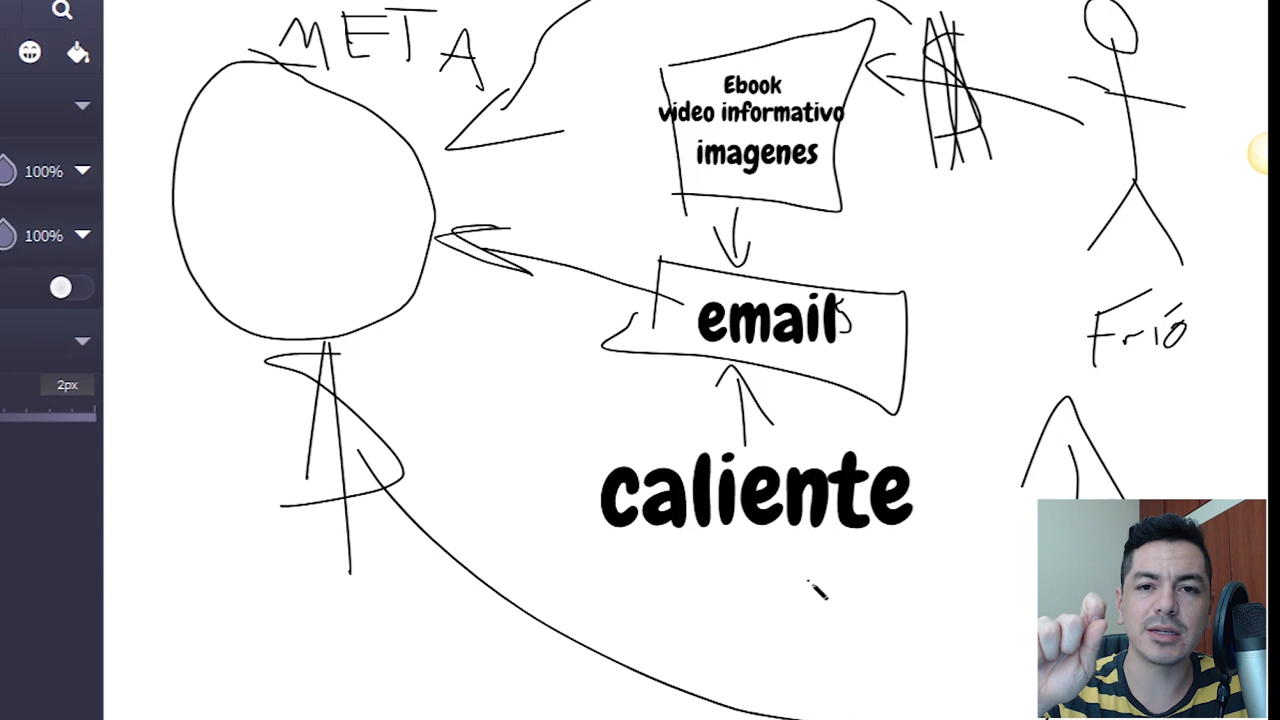 META
Ebook
video informativo
imagenes
$
100%
100%
emails
Frío
2px
caliente